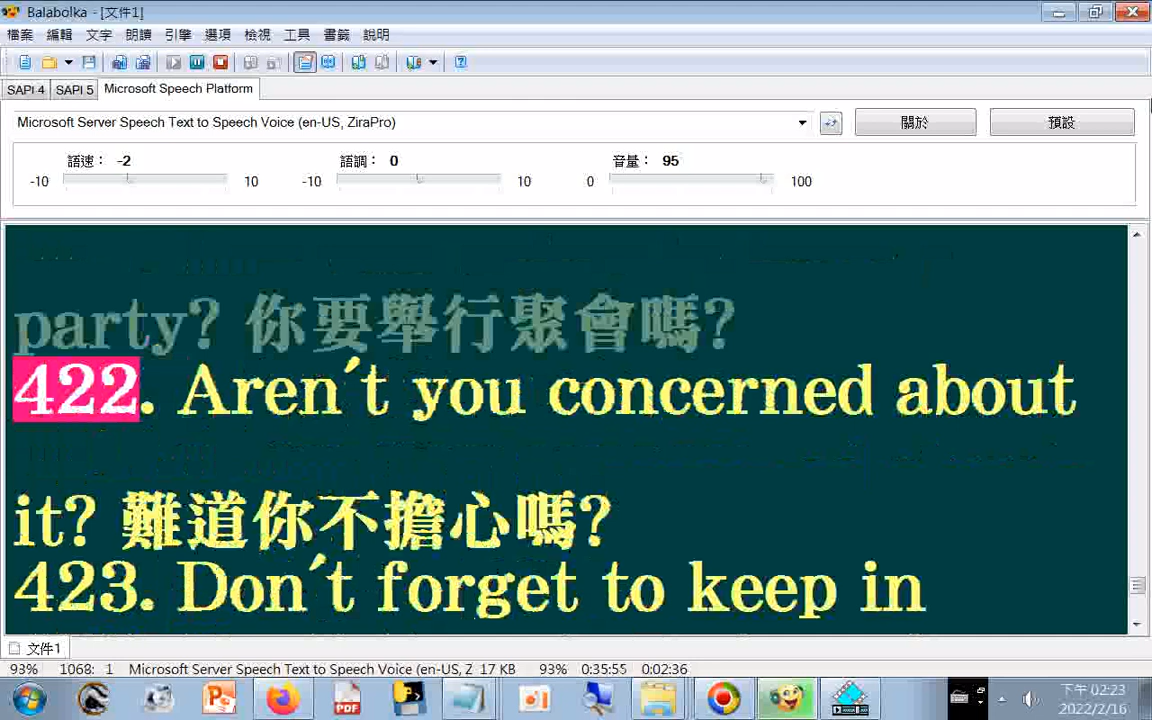 Balabolka - [文件1]
檔案 編輯 文字 朗讀 引擎 選項 檢視 工具 書籤 說明
SAPI 4 SAPI 5 Microsoft Speech Platform
Microsoft Server Speech Text to Speech Voice (en-US, ZiraPro) 關於 預設
語速: -2 語調: 0 音量: 95
-10 10 -10 10 0 100
party? 你要舉行聚會嗎?
422. Aren't you concerned about
it? 難道你不擔心嗎?
423. Don't forget to keep in
文件1
93% 1068: 1 Microsoft Server Speech Text to Speech Voice (en-US, Z 17 KB 93% 0:35:55 0:02:36
PDF
下午 02:23
2022/2/16